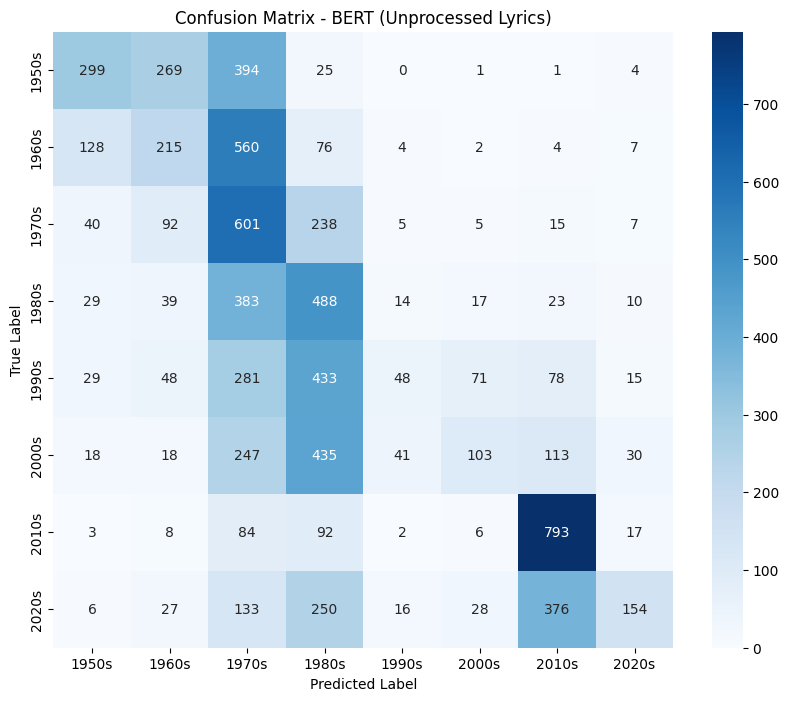 Confusion Matrix - BERT (Unprocessed Lyrics)
True Label
1950s 299 269 394 25 0 1 1 4
1960s 128 215 560 76 4 2 4 7
1970s 40 92 601 238 5 5 15 7
1980s 29 39 383 488 14 17 23 10
1990s 29 48 281 433 48 71 78 15
2000s 18 18 247 435 41 103 113 30
2010s 3 8 84 92 2 6 793 17
2020s 6 27 133 250 16 28 376 154
1950s 1960s 1970s 1980s 1990s 2000s 2010s 2020s
Predicted Label
700
600
500
400
300
200
100
0